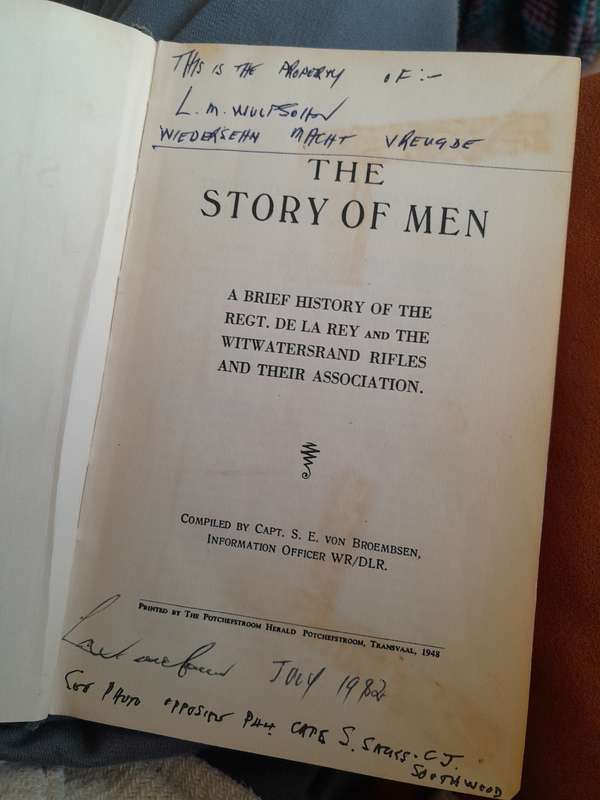 THIS IS THE PROPERTY OF:-
L. M. WULFSOHN
WIEDERSEHN MACHT VREUGDE
THE
STORY OF MEN
A BRIEF HISTORY OF THE
REGT. DE LA REY AND THE
WITWATERSRAND RIFLES
AND THEIR ASSOCIATION.
COMPILED BY CAPT. S. E. VON BROEMBSEN,
INFORMATION OFFICER WR/DLR.
PRINTED BY THE POTCHEFSTROOM HERALD POTCHEFSTROOM, TRANSVAAL, 1948
JULY 1982
SEE PHOTO OPPOSITE P44 CAPE S. C.J.
SOUTHWOOD